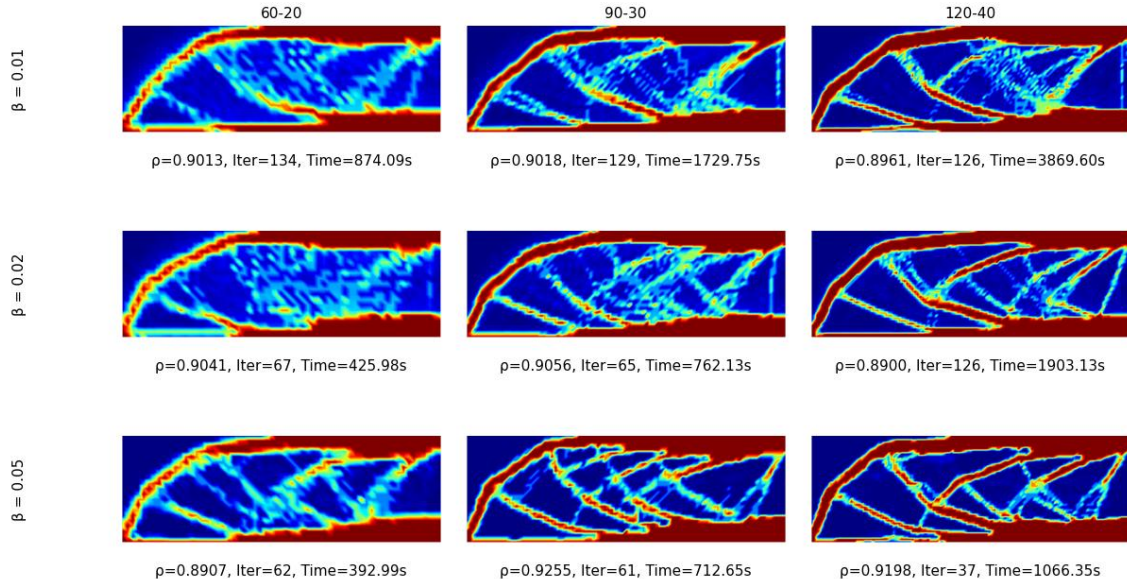 60-20 90-30 120-40
β = 0.01
ρ=0.9013, Iter=134, Time=874.09s ρ=0.9018, Iter=129, Time=1729.75s ρ=0.8961, Iter=126, Time=3869.60s
β = 0.02
ρ=0.9041, Iter=67, Time=425.98s ρ=0.9056, Iter=65, Time=762.13s ρ=0.8900, Iter=126, Time=1903.13s
β = 0.05
ρ=0.8907, Iter=62, Time=392.99s ρ=0.9255, Iter=61, Time=712.65s ρ=0.9198, Iter=37, Time=1066.35s